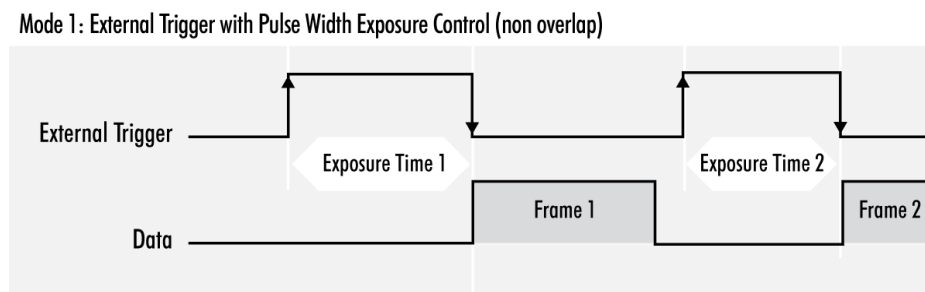 Mode 1: External Trigger with Pulse Width Exposure Control (non overlap)
External Trigger
Exposure Time 1
Exposure Time 2
Data
Frame 1
Frame 2